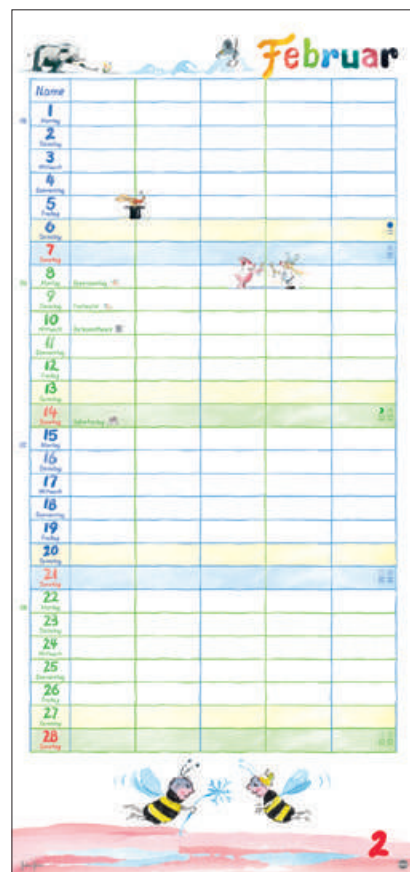 Februar
Name
1
Montag
2
Dienstag
3
Mittwoch
4
Donnerstag
5
Freitag
6
Samstag
7
Sonntag
8
Montag Rosenmontag
9
Dienstag Fastnacht
10
Mittwoch Aschermittwoch
11
Donnerstag
12
Freitag
13
Samstag
14
Sonntag Valentinstag
15
Montag
16
Dienstag
17
Mittwoch
18
Donnerstag
19
Freitag
20
Samstag
21
Sonntag
22
Montag
23
Dienstag
24
Mittwoch
25
Donnerstag
26
Freitag
27
Samstag
28
Sonntag
2